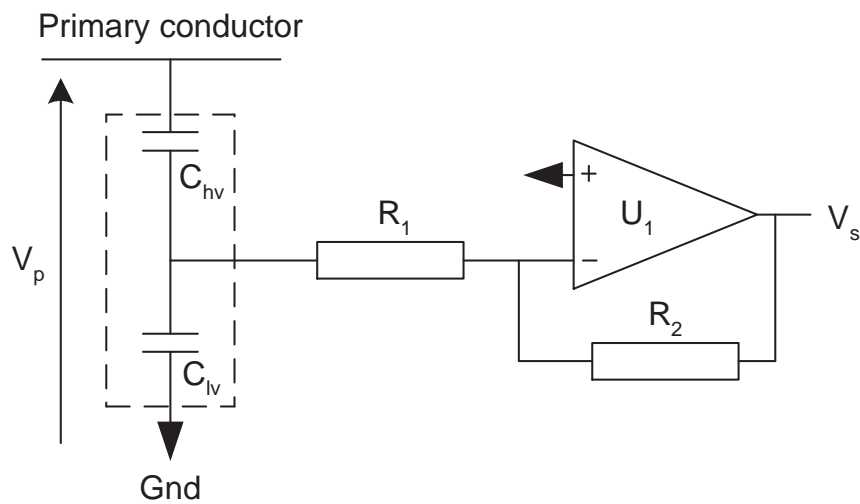 Primary conductor
C_hv
R_1
+
U_1
V_s
V_p
−
R_2
C_lv
Gnd